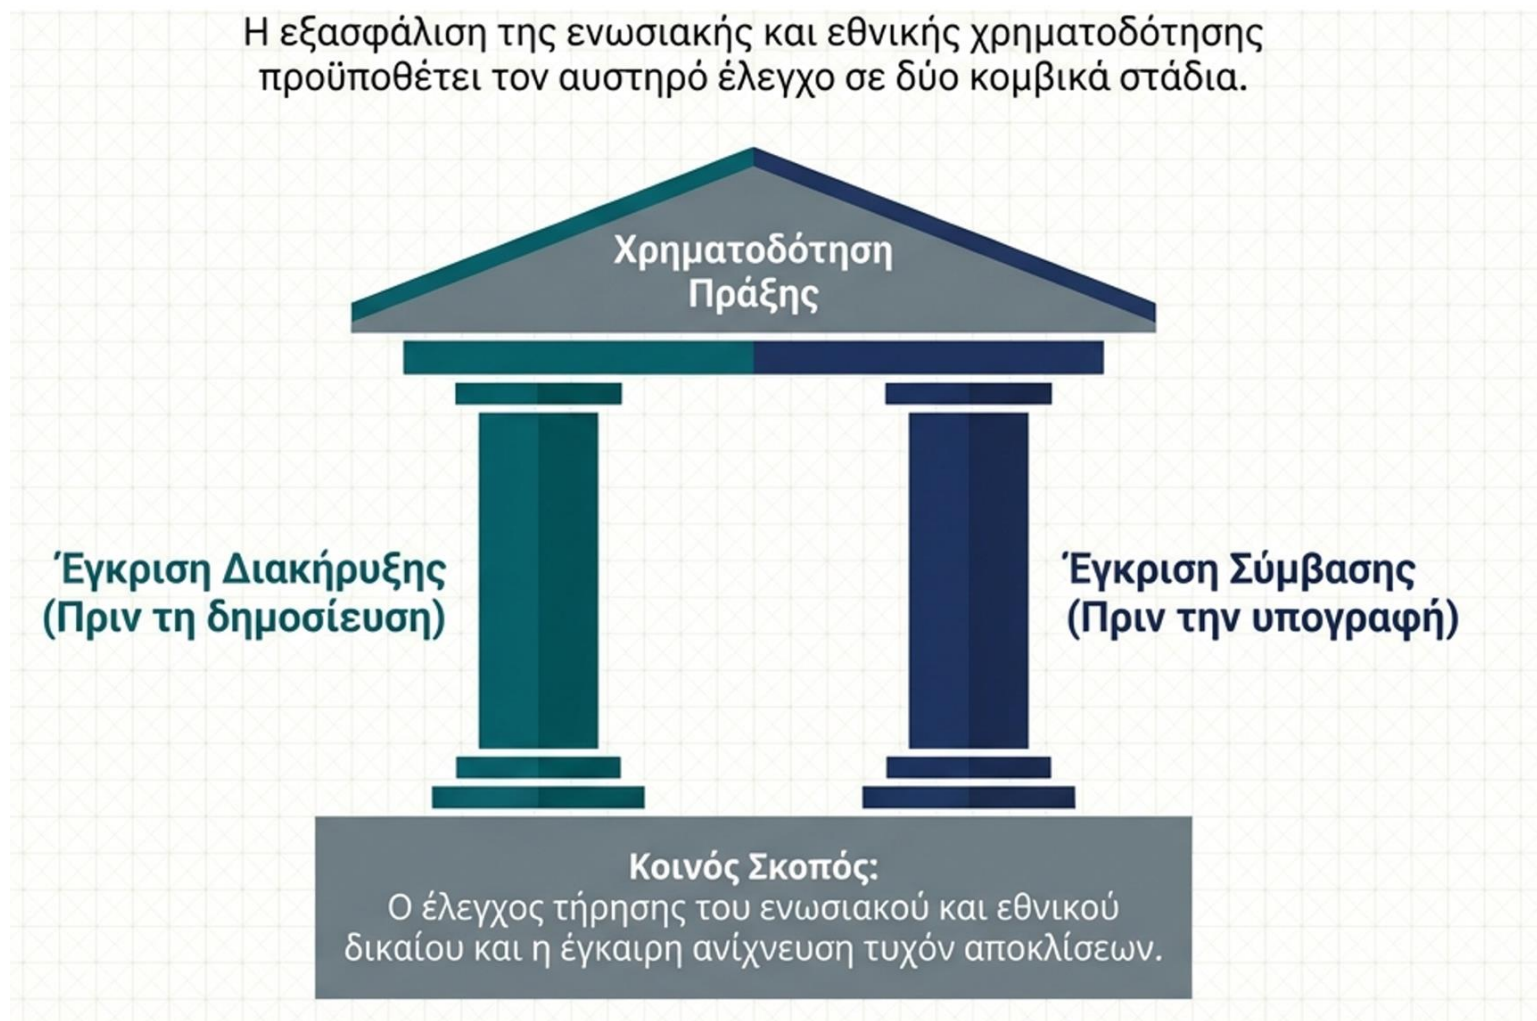 Η εξασφάλιση της ενωσιακής και εθνικής χρηματοδότησης
προϋποθέτει τον αυστηρό έλεγχο σε δύο κομβικά στάδια.
Χρηματοδότηση
Πράξης
Έγκριση Διακήρυξης
(Πριν τη δημοσίευση)
Έγκριση Σύμβασης
(Πριν την υπογραφή)
Κοινός Σκοπός:
Ο έλεγχος τήρησης του ενωσιακού και εθνικού
δικαίου και η έγκαιρη ανίχνευση τυχόν αποκλίσεων.